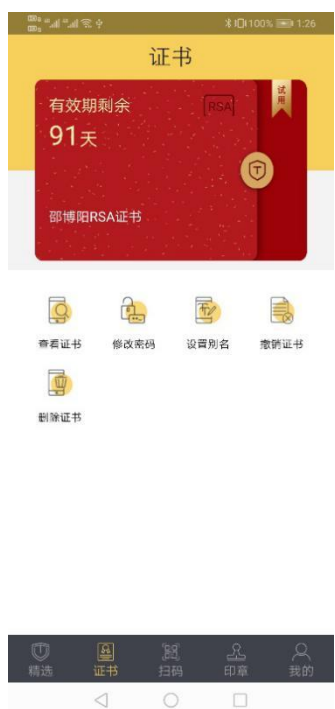 100% 1:26
证书
有效期剩余
RSA
试用
91天
邵博阳RSA证书
查看证书 修改密码 设置别名 撤销证书
删除证书
精选 证书 扫码 印章 我的